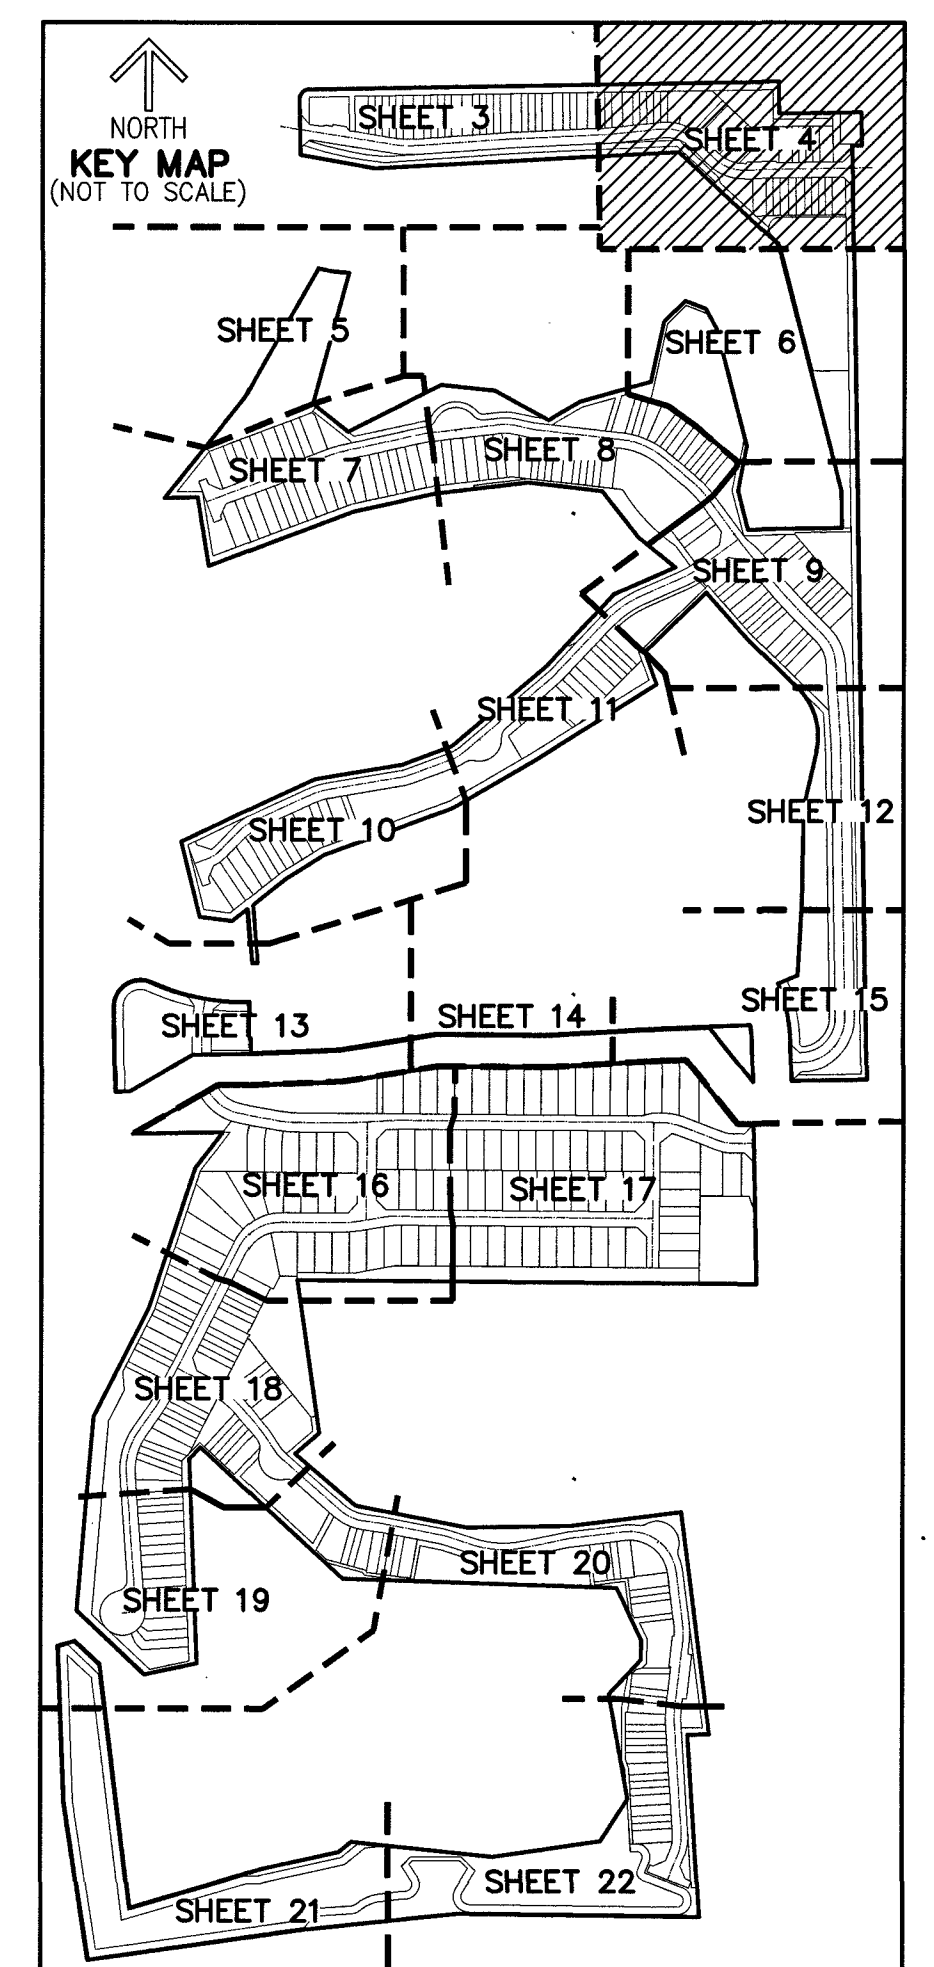 NORTH
KEY MAP
(NOT TO SCALE)
SHEET 3
SHEET 4
SHEET 5
SHEET 6
SHEET 7
SHEET 8
SHEET 9
SHEET 10
SHEET 11
SHEET 12
SHEET 13
SHEET 14
SHEET 15
SHEET 16
SHEET 17
SHEET 18
SHEET 19
SHEET 20
SHEET 21
SHEET 22